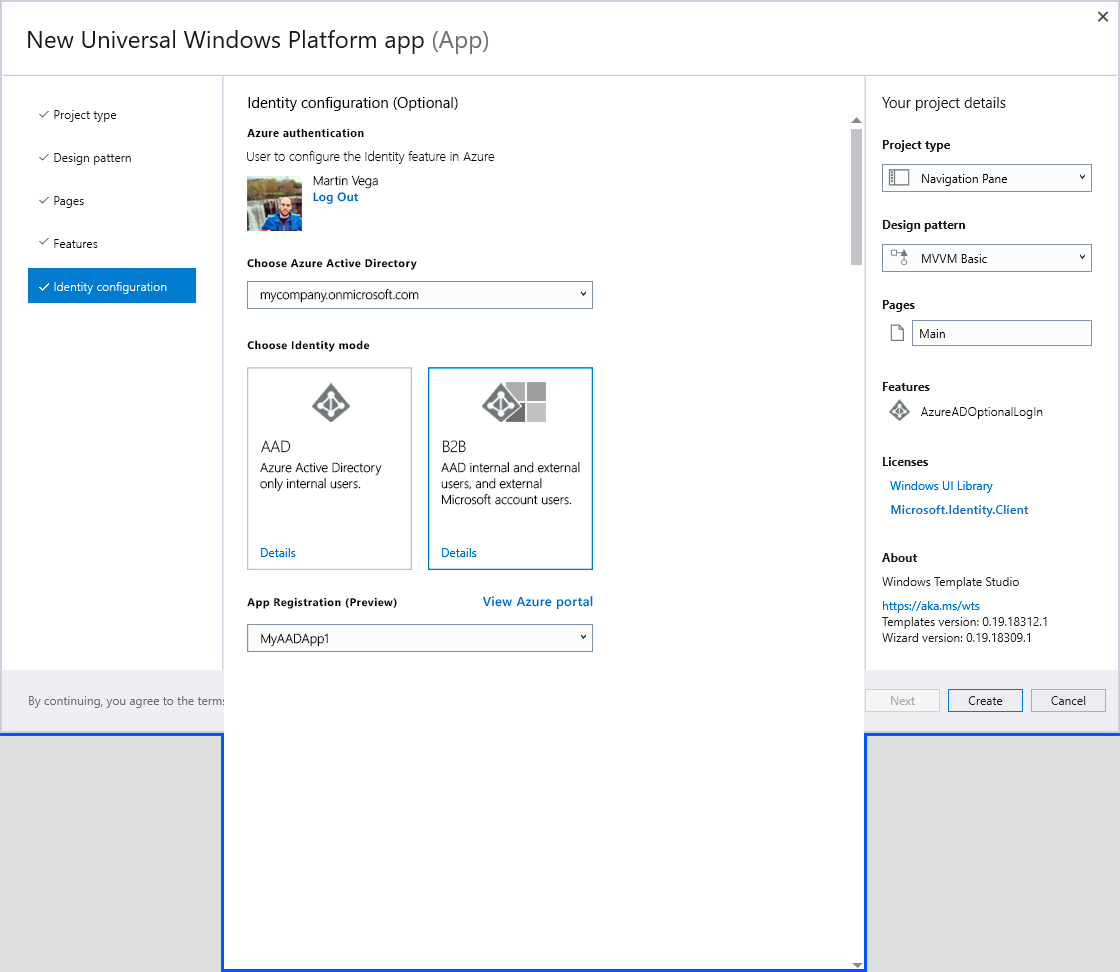 New Universal Windows Platform app (App)
Project type
Design pattern
Pages
Features
Identity configuration
Identity configuration (Optional)
Azure authentication
User to configure the Identity feature in Azure
Martin Vega
Log Out
Choose Azure Active Directory
mycompany.onmicrosoft.com
Choose Identity mode
AAD
Azure Active Directory
only internal users.
Details
B2B
AAD internal and external
users, and external
Microsoft account users.
Details
App Registration (Preview)
View Azure portal
MyAADApp1
Your project details
Project type
Navigation Pane
Design pattern
MVVM Basic
Pages
Main
Features
AzureADOptionalLogIn
Licenses
Windows UI Library
Microsoft.Identity.Client
About
Windows Template Studio
https://aka.ms/wts
Templates version: 0.19.18312.1
Wizard version: 0.19.18309.1
By continuing, you agree to the terms
Next
Create
Cancel